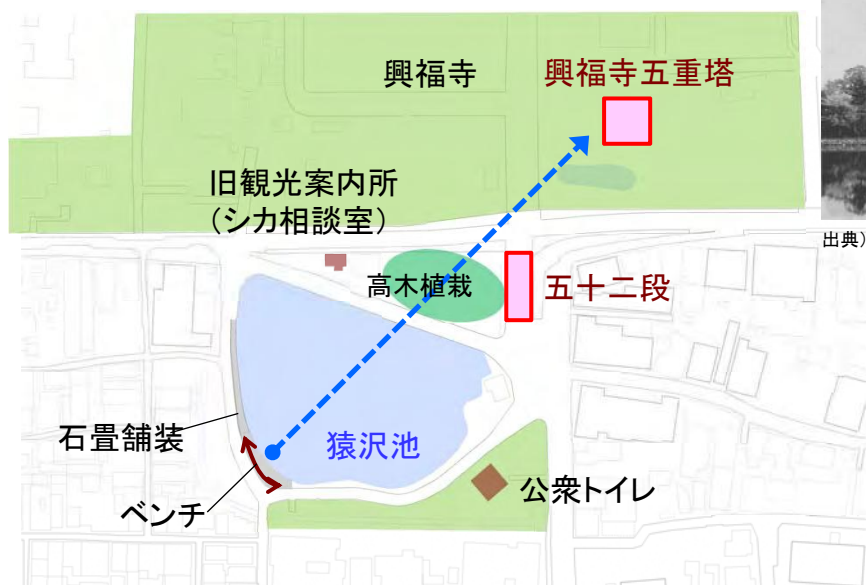 興福寺
興福寺五重塔
旧観光案内所
（シカ相談室）
出典）
高木植栽
五十二段
石畳舗装
猿沢池
公衆トイレ
ベンチ